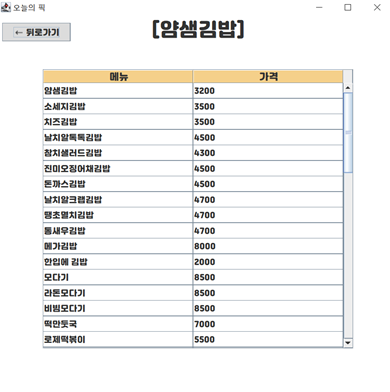 오늘의 픽
← 뒤로가기
[얌샘김밥]
메뉴 가격
얌샘김밥 3200
소세지김밥 3500
치즈김밥 3500
날치알톡톡김밥 4500
참치샐러드김밥 4300
진미오징어채김밥 4500
돈까스김밥 4500
날치알크랩김밥 4700
땡초멸치김밥 4700
통새우김밥 4700
메가김밥 8000
한입에 김밥 2000
모다기 8500
라돈모다기 8500
비빔모다기 8500
떡만둣국 7000
로제떡볶이 5500